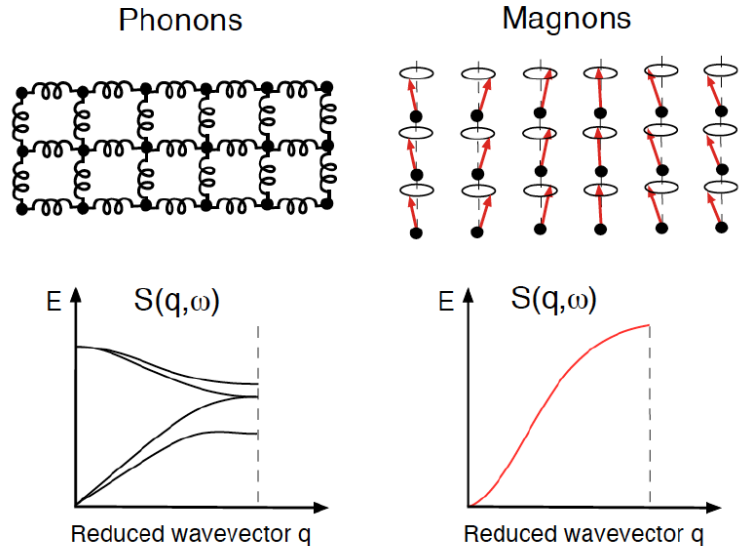 Phonons
Magnons
E
S(q,ω)
Reduced wavevector q
E
S(q,ω)
Reduced wavevector q